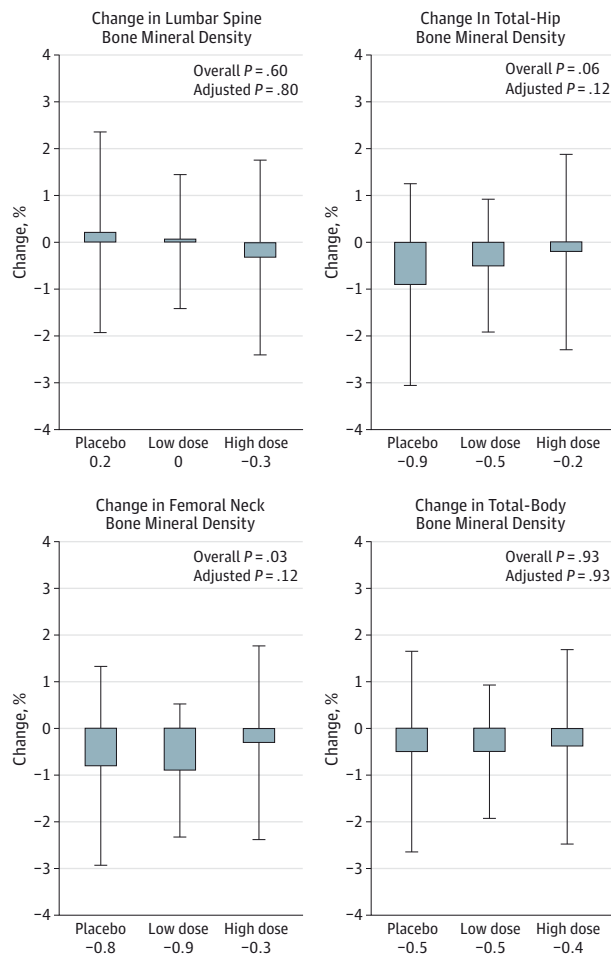 Change in Lumbar Spine
Bone Mineral Density
Overall P = .60
Adjusted P = .80
Change, %
4
3
2
1
0
−1
−2
−3
−4
Placebo Low dose High dose
0.2 0 −0.3
Change In Total-Hip
Bone Mineral Density
Overall P = .06
Adjusted P = .12
Change, %
4
3
2
1
0
−1
−2
−3
−4
Placebo Low dose High dose
−0.9 −0.5 −0.2
Change in Femoral Neck
Bone Mineral Density
Overall P = .03
Adjusted P = .12
Change, %
4
3
2
1
0
−1
−2
−3
−4
Placebo Low dose High dose
−0.8 −0.9 −0.3
Change in Total-Body
Bone Mineral Density
Overall P = .93
Adjusted P = .93
Change, %
4
3
2
1
0
−1
−2
−3
−4
Placebo Low dose High dose
−0.5 −0.5 −0.4